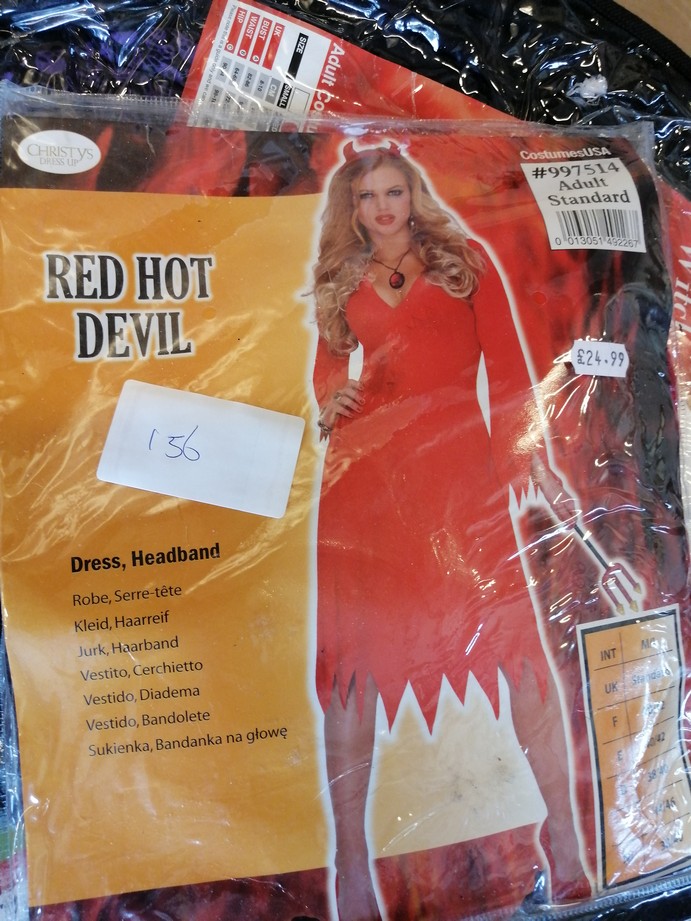 SIZE
SMALL
UK
BUST
WAIST
HIP
Adult
CHRISTYS
DRESS UP
CostumesUSA
#997514
Adult
Standard
0 013051 492267
RED HOT
DEVIL
£24.99
156
Dress, Headband
Robe, Serre-tête
Kleid, Haarreif
Jurk, Haarband
Vestito, Cerchietto
Vestido, Diadema
Vestido, Bandolete
Sukienka, Bandanka na głowę
INT
UK Standard
F
E